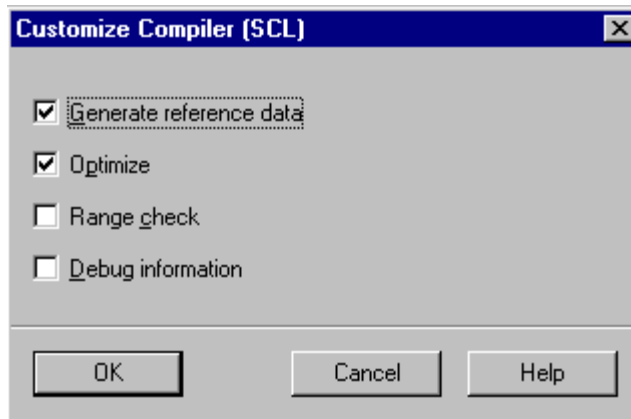 Customize Compiler (SCL)
Generate reference data
Optimize
Range check
Debug information
OK Cancel Help